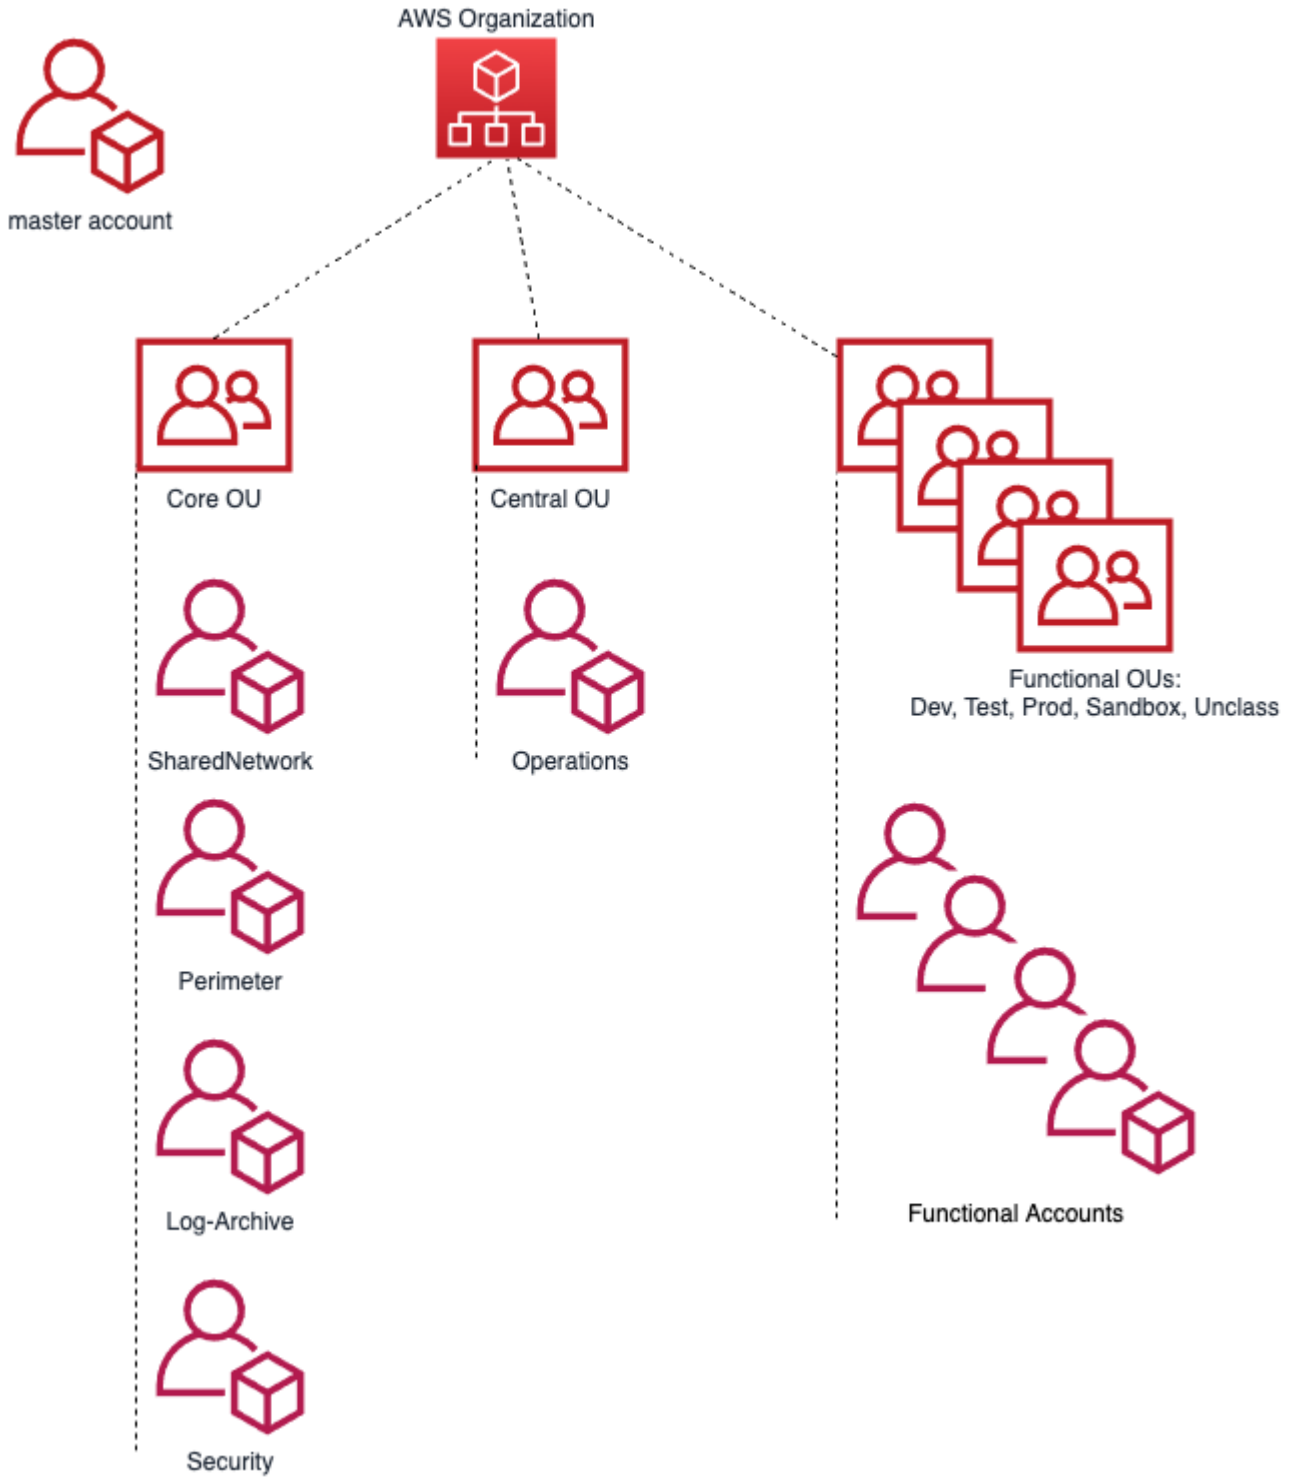 AWS Organization
master account
Core OU
Central OU
Functional OUs:
Dev, Test, Prod, Sandbox, Unclass
SharedNetwork
Operations
Perimeter
Log-Archive
Functional Accounts
Security